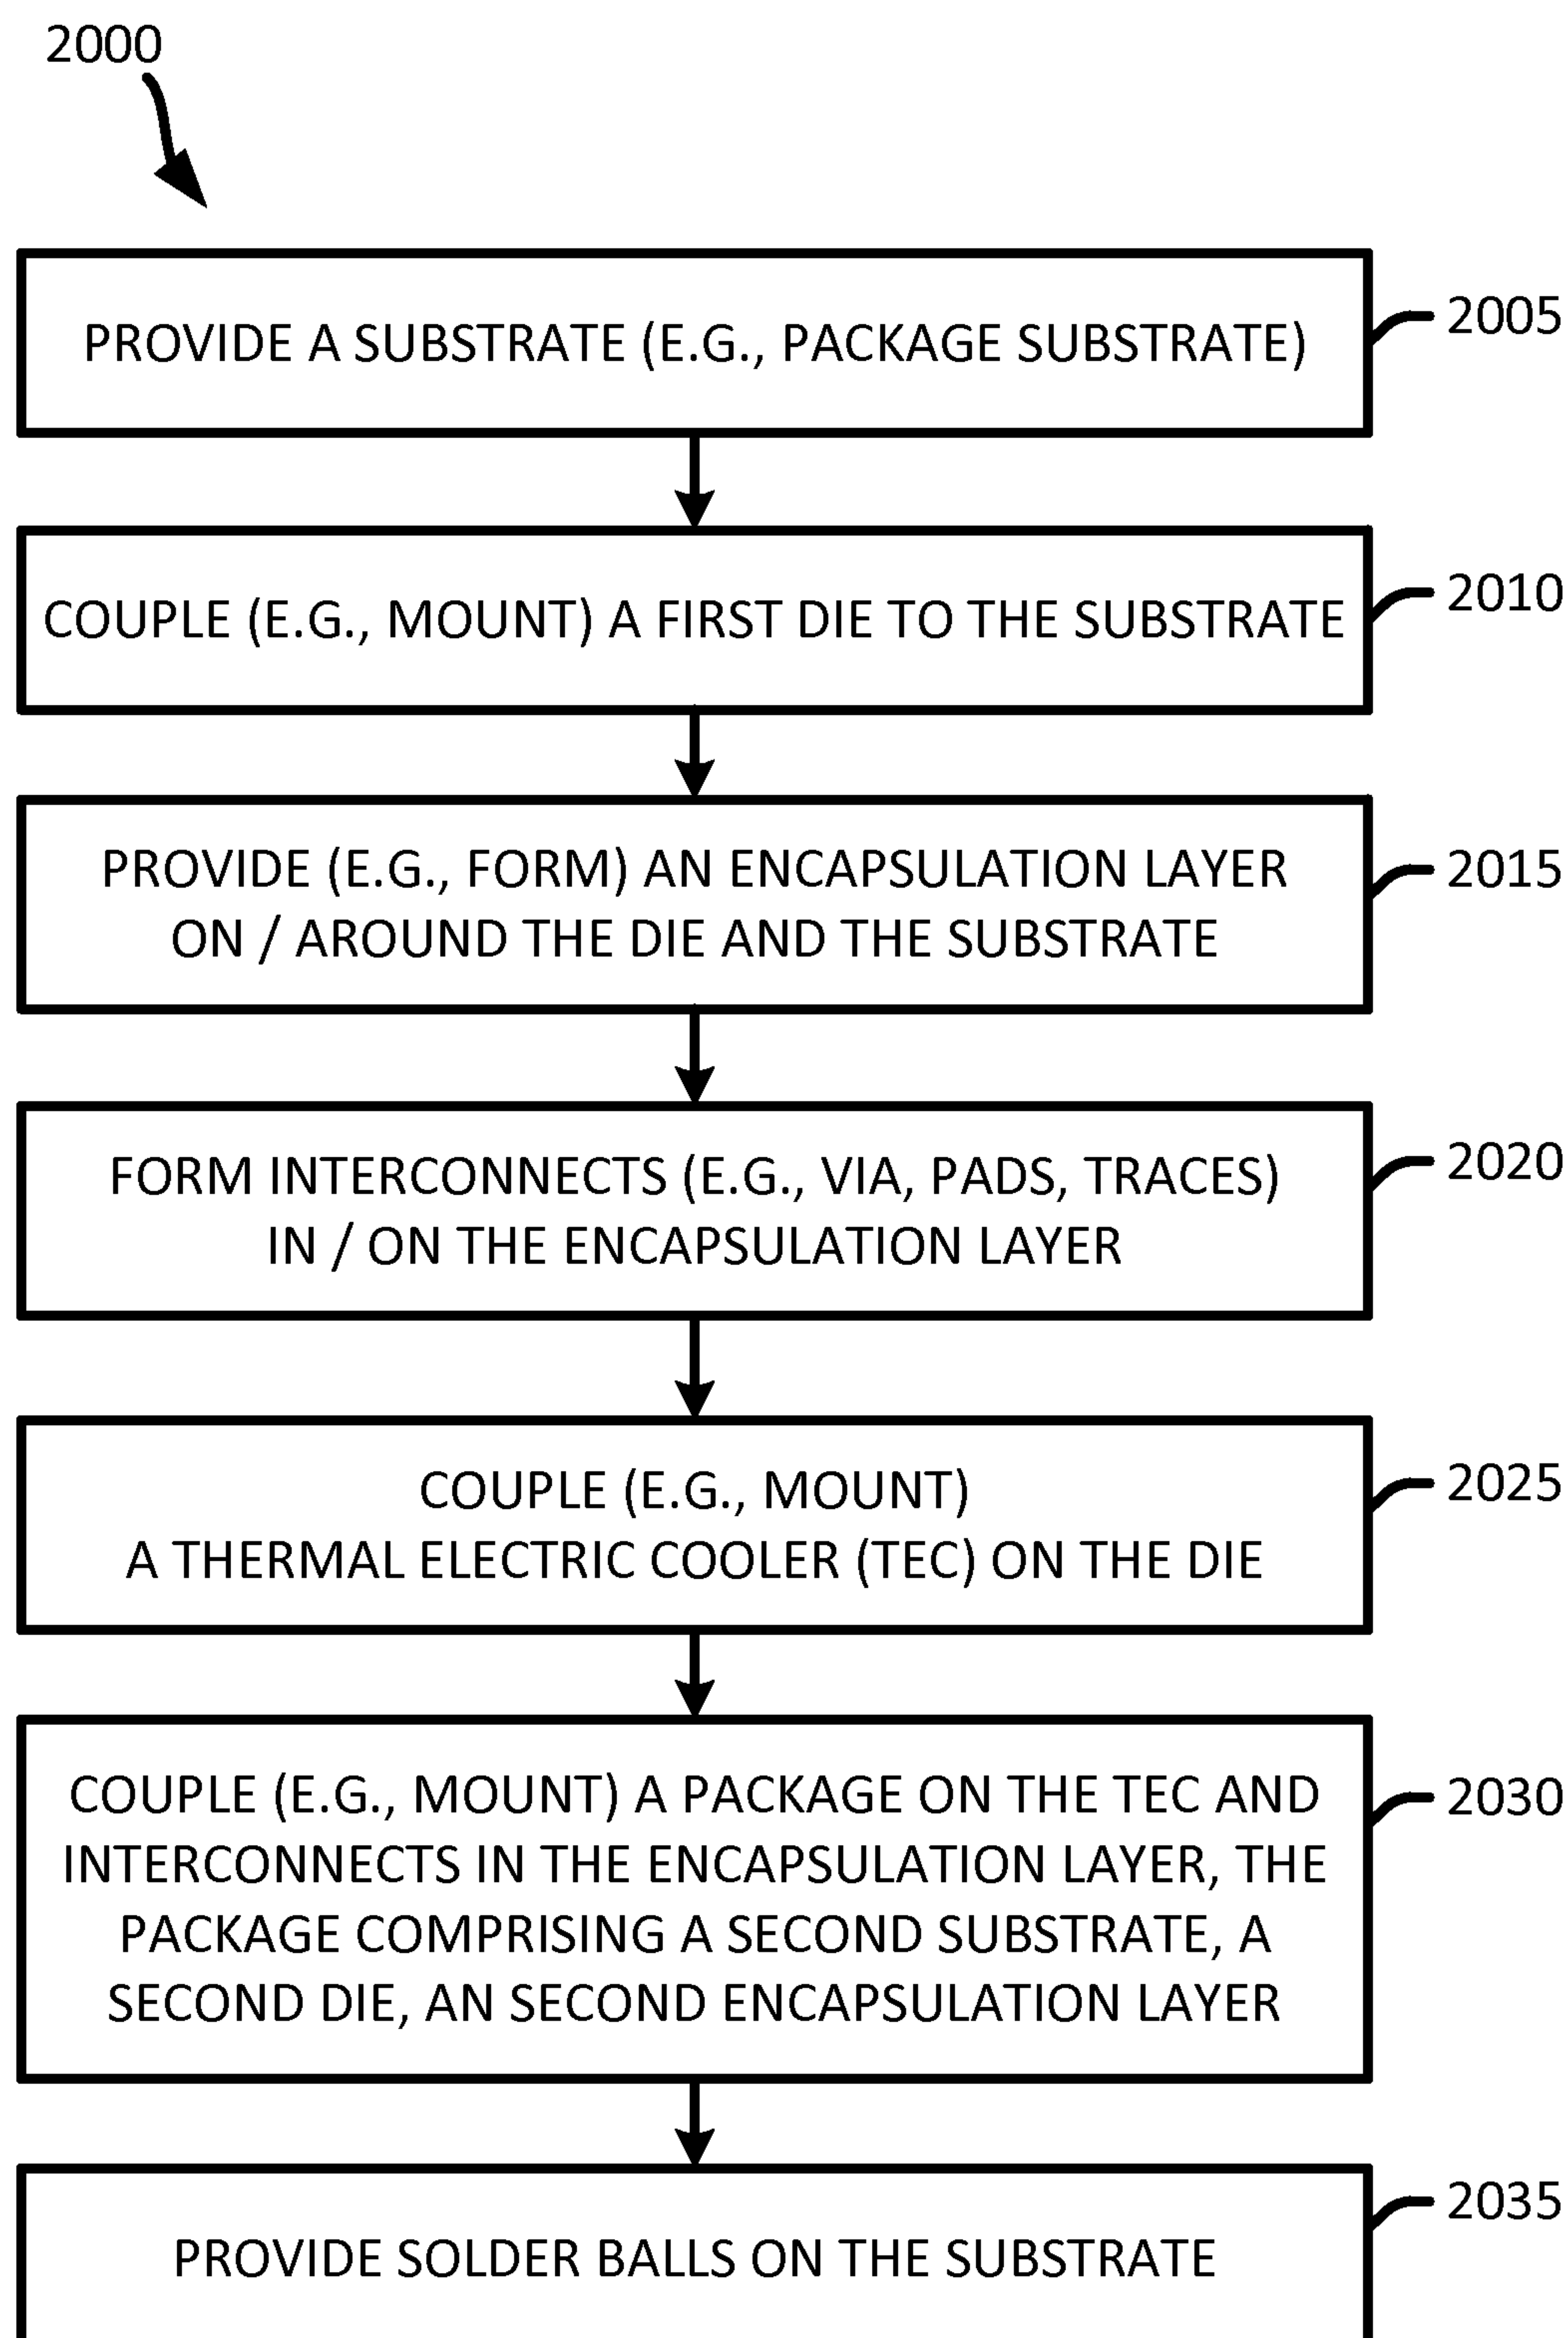 2000
PROVIDE A SUBSTRATE (E.G., PACKAGE SUBSTRATE)
2005
COUPLE (E.G., MOUNT) A FIRST DIE TO THE SUBSTRATE
2010
PROVIDE (E.G., FORM) AN ENCAPSULATION LAYER
ON / AROUND THE DIE AND THE SUBSTRATE
2015
FORM INTERCONNECTS (E.G., VIA, PADS, TRACES)
IN / ON THE ENCAPSULATION LAYER
2020
COUPLE (E.G., MOUNT)
A THERMAL ELECTRIC COOLER (TEC) ON THE DIE
2025
COUPLE (E.G., MOUNT) A PACKAGE ON THE TEC AND
INTERCONNECTS IN THE ENCAPSULATION LAYER, THE
PACKAGE COMPRISING A SECOND SUBSTRATE, A
SECOND DIE, AN SECOND ENCAPSULATION LAYER
2030
PROVIDE SOLDER BALLS ON THE SUBSTRATE
2035